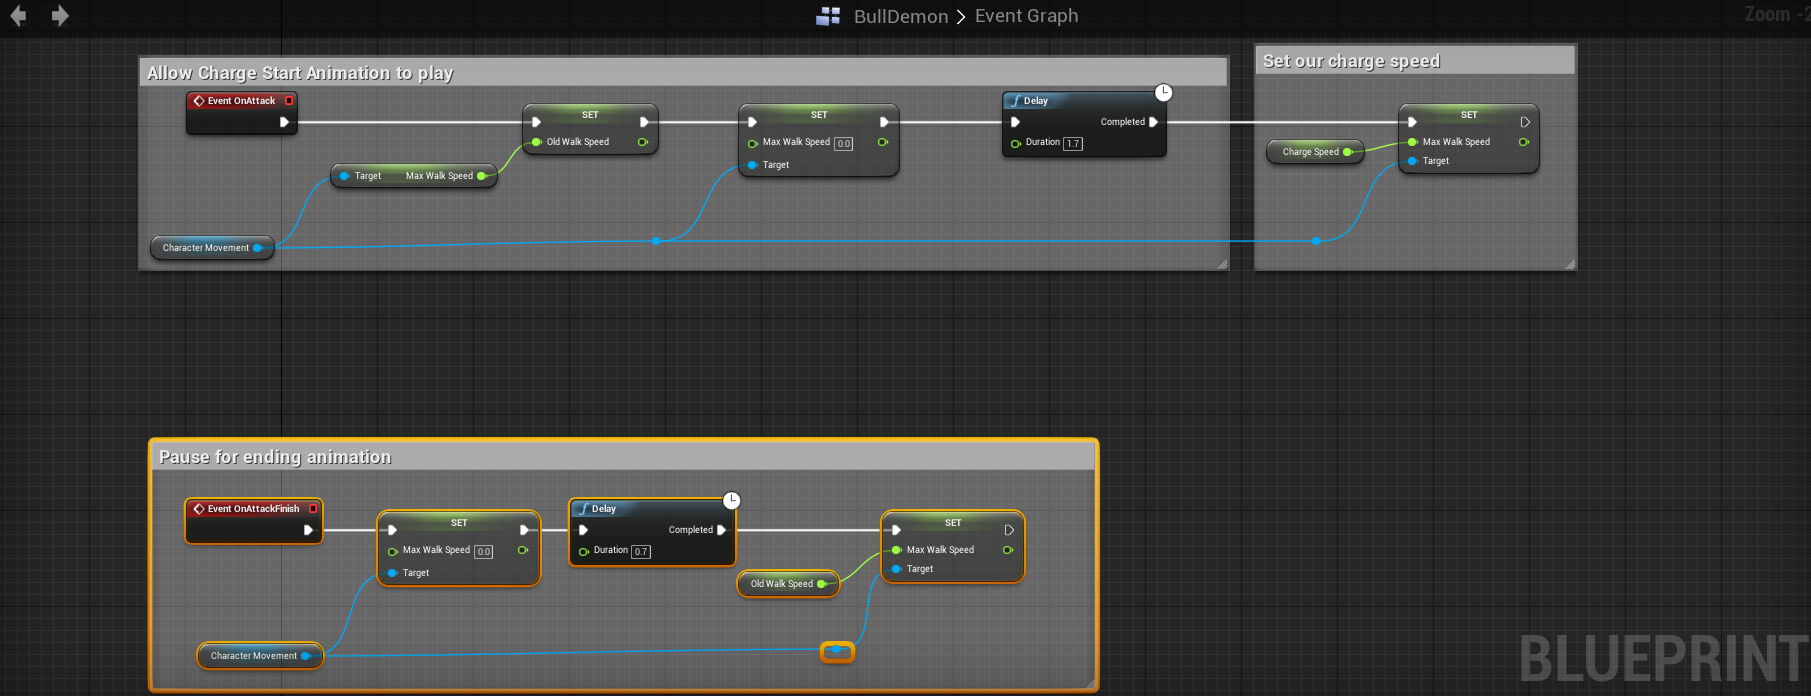 BullDemon > Event Graph
Zoom -2
Allow Charge Start Animation to play
Set our charge speed
Event OnAttack
SET
Old Walk Speed
SET
Max Walk Speed 0.0
Target
Delay
Completed
Duration 1.7
Target Max Walk Speed
Character Movement
Charge Speed
SET
Max Walk Speed
Target
Pause for ending animation
Event OnAttackFinish
SET
Max Walk Speed 0.0
Target
Delay
Completed
Duration 0.7
Old Walk Speed
SET
Max Walk Speed
Target
Character Movement
BLUEPRINT